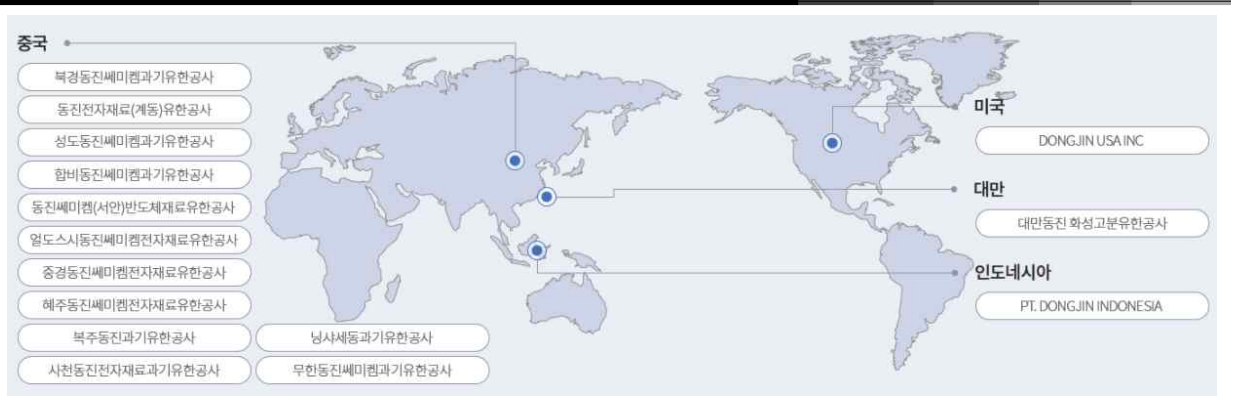 중국
북경동진쎄미켐과기유한공사
동진전자재료(계동)유한공사
성도동진쎄미켐과기유한공사
합비동진쎄미켐과기유한공사
동진쎄미켐(서안)반도체재료유한공사
얼도스시동진쎄미켐전자재료유한공사
중경동진쎄미켐전자재료유한공사
혜주동진쎄미켐전자재료유한공사
복주동진과기유한공사
닝샤세동과기유한공사
사천동진전자재료과기유한공사
무한동진쎄미켐과기유한공사
미국
DONGJIN USA INC
대만
대만동진 화성고분유한공사
인도네시아
PT. DONGJIN INDONESIA